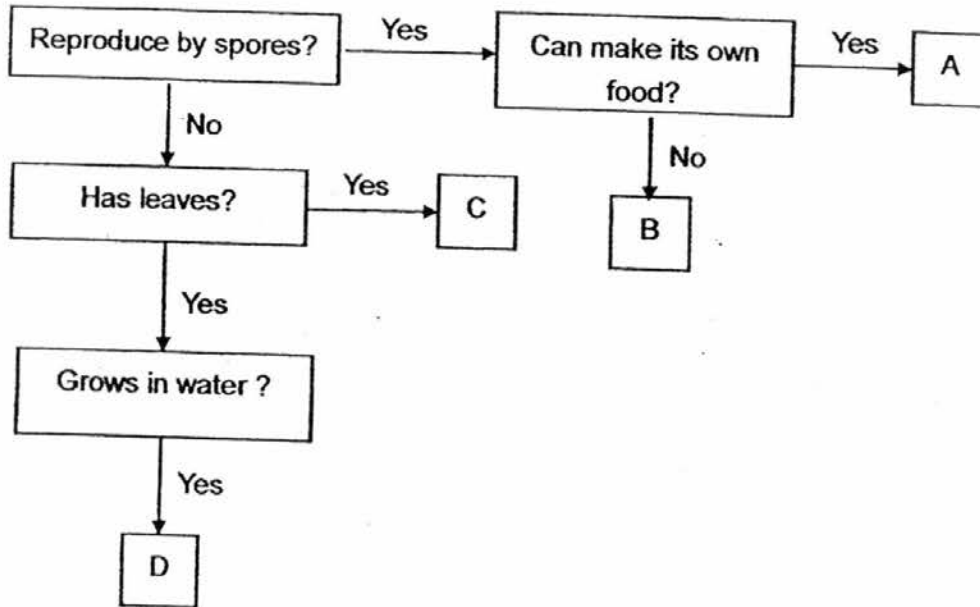 Reproduce by spores?
Yes
Can make its own
food?
Yes
A
No
No
Has leaves?
Yes
C
B
Yes
Grows in water ?
Yes
D